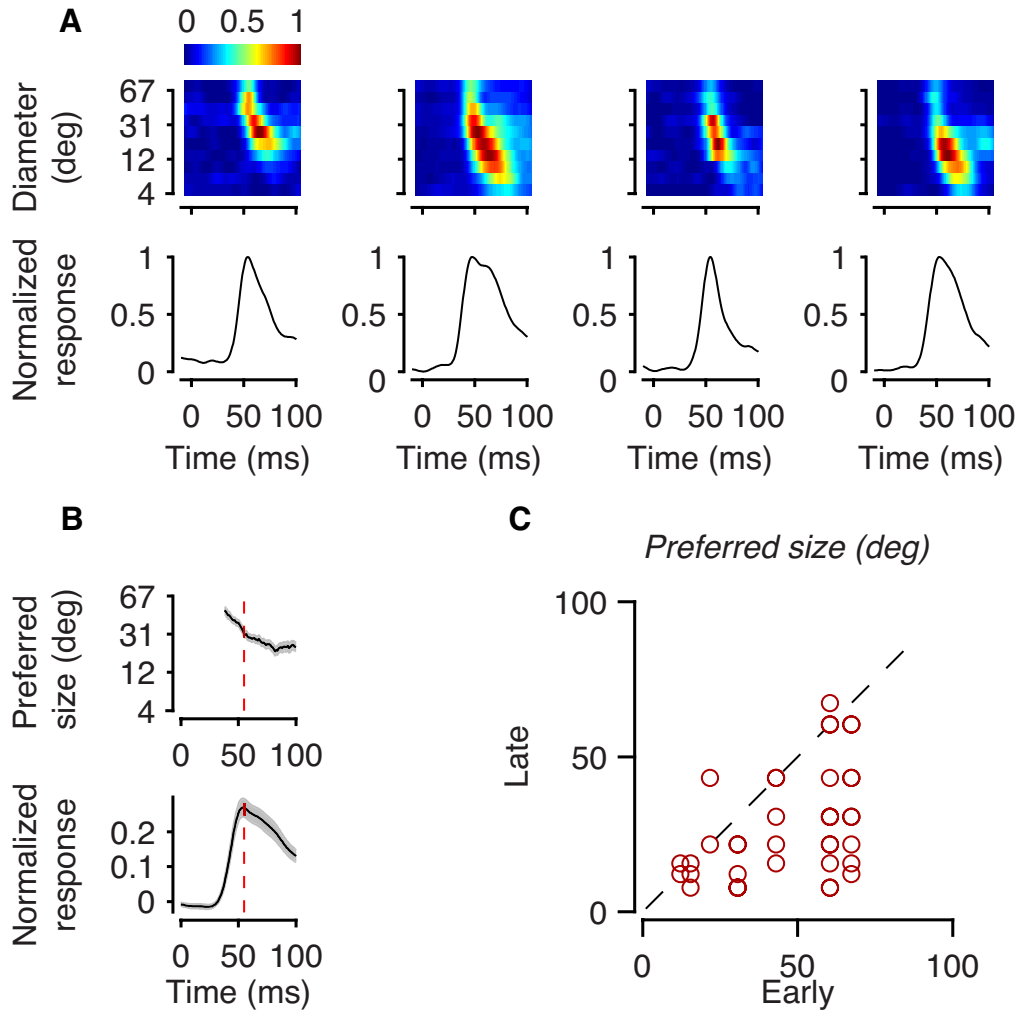 A
0 0.5 1
Diameter
(deg)
67
31
12
4
Normalized
response
1
0.5
0
0 50 100
Time (ms)
1
0.5
0
0 50 100
Time (ms)
1
0.5
0
0 50 100
Time (ms)
1
0.5
0
0 50 100
Time (ms)
B
Preferred
size (deg)
67
31
12
4
0 50 100
Normalized
response
0.2
0.1
0
0 50 100
Time (ms)
C
Preferred size (deg)
Late
100
50
0
0 50 100
Early